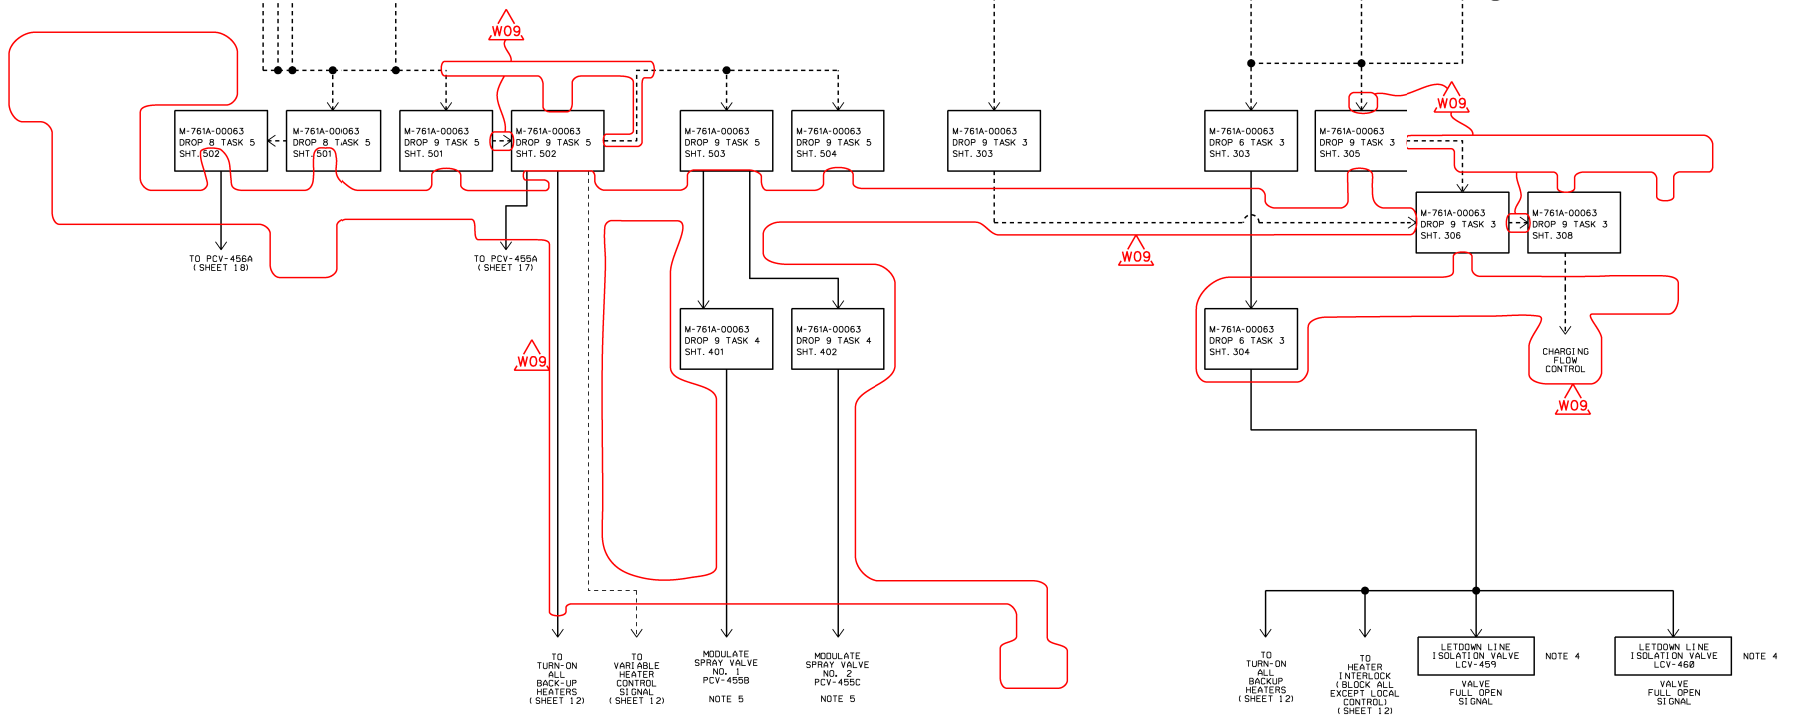 W09
W09
M-761A-00063
DROP 8 TASK 5
SHT. 502
M-761A-00063
DROP 8 TASK 5
SHT. 501
M-761A-00063
DROP 9 TASK 5
SHT. 501
M-761A-00063
DROP 9 TASK 5
SHT. 502
M-761A-00063
DROP 9 TASK 5
SHT. 503
M-761A-00063
DROP 9 TASK 5
SHT. 504
M-761A-00063
DROP 9 TASK 3
SHT. 303
M-761A-00063
DROP 6 TASK 3
SHT. 303
M-761A-00063
DROP 9 TASK 3
SHT. 305
M-761A-00063
DROP 9 TASK 3
SHT. 306
M-761A-00063
DROP 9 TASK 3
SHT. 308
TO PCV-456A
(SHEET 18)
TO PCV-455A
(SHEET 17)
W09
M-761A-00063
DROP 9 TASK 4
SHT. 401
M-761A-00063
DROP 9 TASK 4
SHT. 402
M-761A-00063
DROP 6 TASK 3
SHT. 304
W09
CHARGING
FLOW
CONTROL
W09
TO
TURN-ON
ALL
BACK-UP
HEATERS
(SHEET 12)
TO
VARIABLE
HEATER
CONTROL
SIGNAL
(SHEET 12)
MODULATE
SPRAY VALVE
NO. 1
PCV-455B
NOTE 5
MODULATE
SPRAY VALVE
NO. 2
PCV-455C
NOTE 5
TO
TURN-ON
ALL
BACKUP
HEATERS
(SHEET 12)
TO
HEATER
INTERLOCK
(BLOCK ALL
EXCEPT LOCAL
CONTROL)
(SHEET 12)
LETDOWN LINE
ISOLATION VALVE
LCV-459
NOTE 4
VALVE
FULL OPEN
SIGNAL
LETDOWN LINE
ISOLATION VALVE
LCV-460
NOTE 4
VALVE
FULL OPEN
SIGNAL